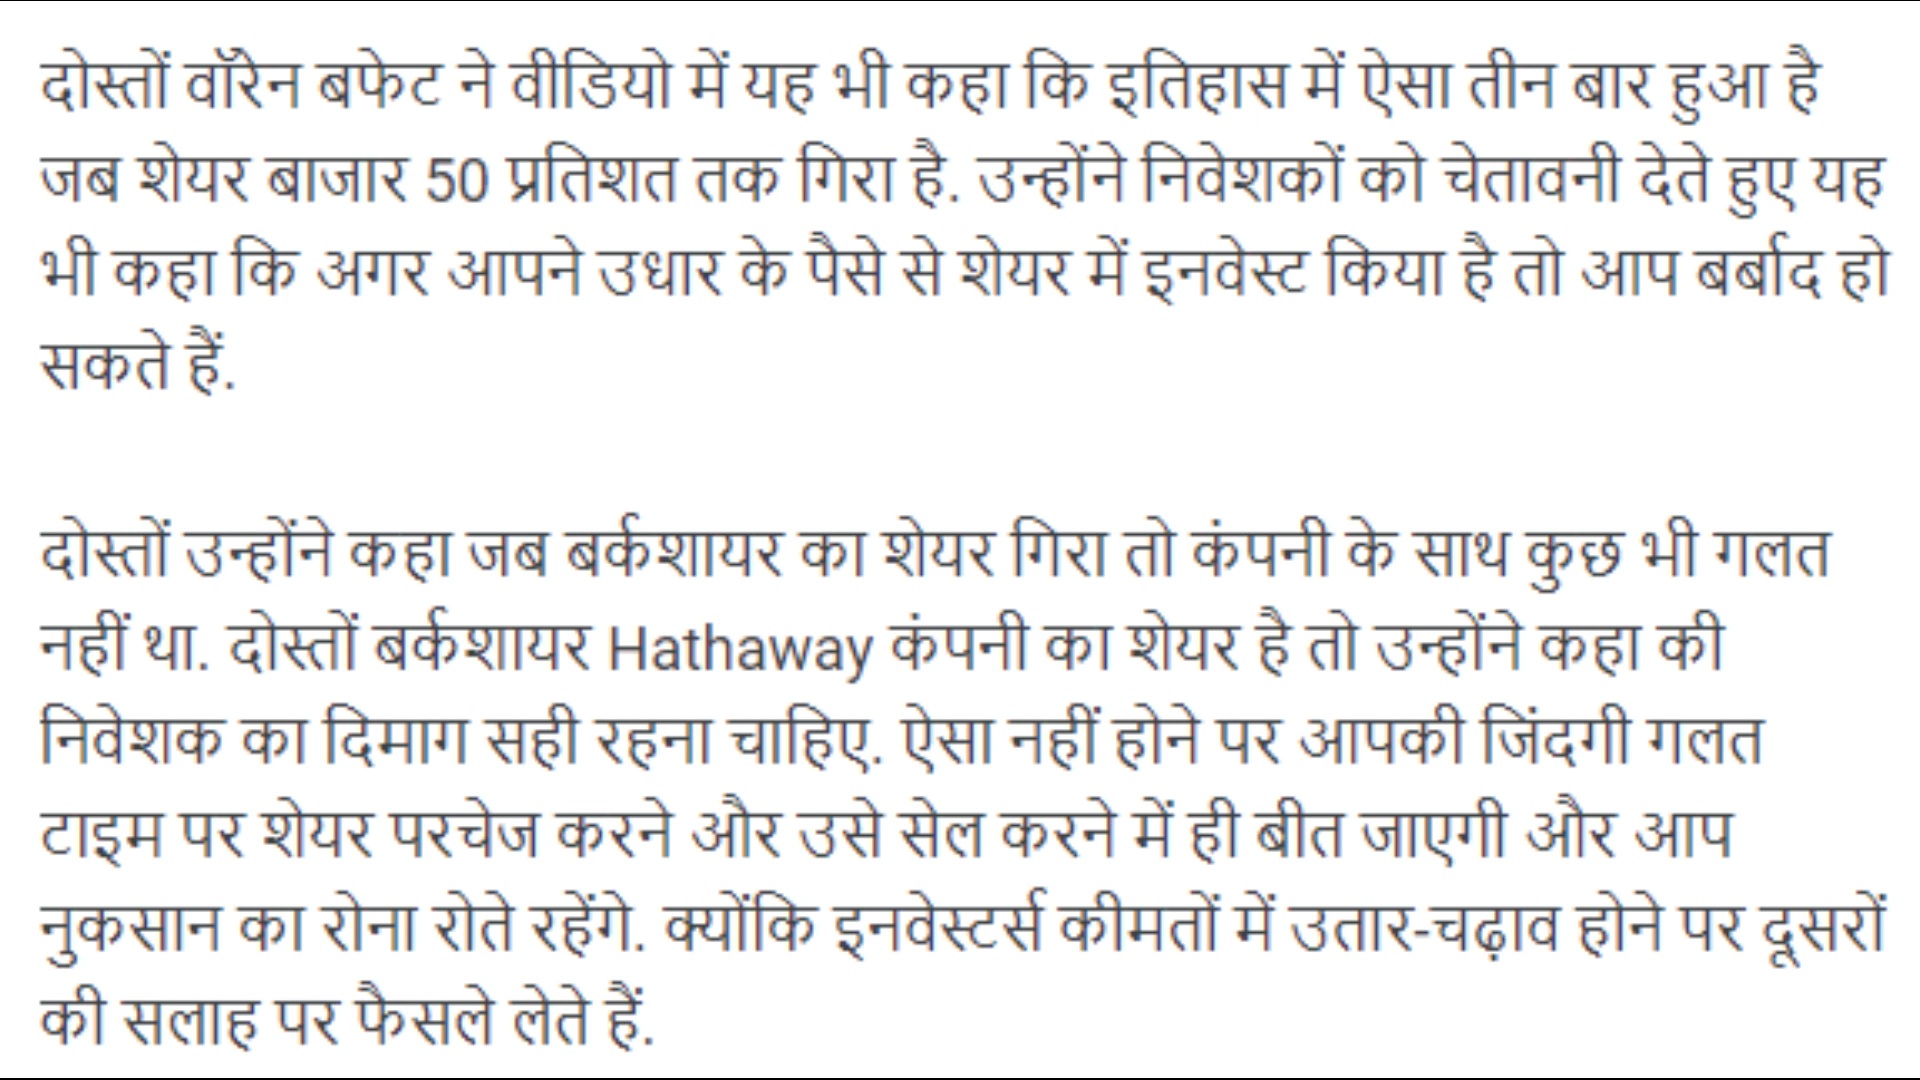 दोस्तों वॉरेन बफेट ने वीडियो में यह भी कहा कि इतिहास में ऐसा तीन बार हुआ है
जब शेयर बाजार 50 प्रतिशत तक गिरा है. उन्होंने निवेशकों को चेतावनी देते हुए यह
भी कहा कि अगर आपने उधार के पैसे से शेयर में इनवेस्ट किया है तो आप बर्बाद हो
सकते हैं.
दोस्तों उन्होंने कहा जब बर्कशायर का शेयर गिरा तो कंपनी के साथ कुछ भी गलत
नहीं था. दोस्तों बर्कशायर Hathaway कंपनी का शेयर है तो उन्होंने कहा की
निवेशक का दिमाग सही रहना चाहिए. ऐसा नहीं होने पर आपकी जिंदगी गलत
टाइम पर शेयर परचेज करने और उसे सेल करने में ही बीत जाएगी और आप
नुकसान का रोना रोते रहेंगे. क्योंकि इनवेस्टर्स कीमतों में उतार-चढ़ाव होने पर दूसरों
की सलाह पर फैसले लेते हैं.